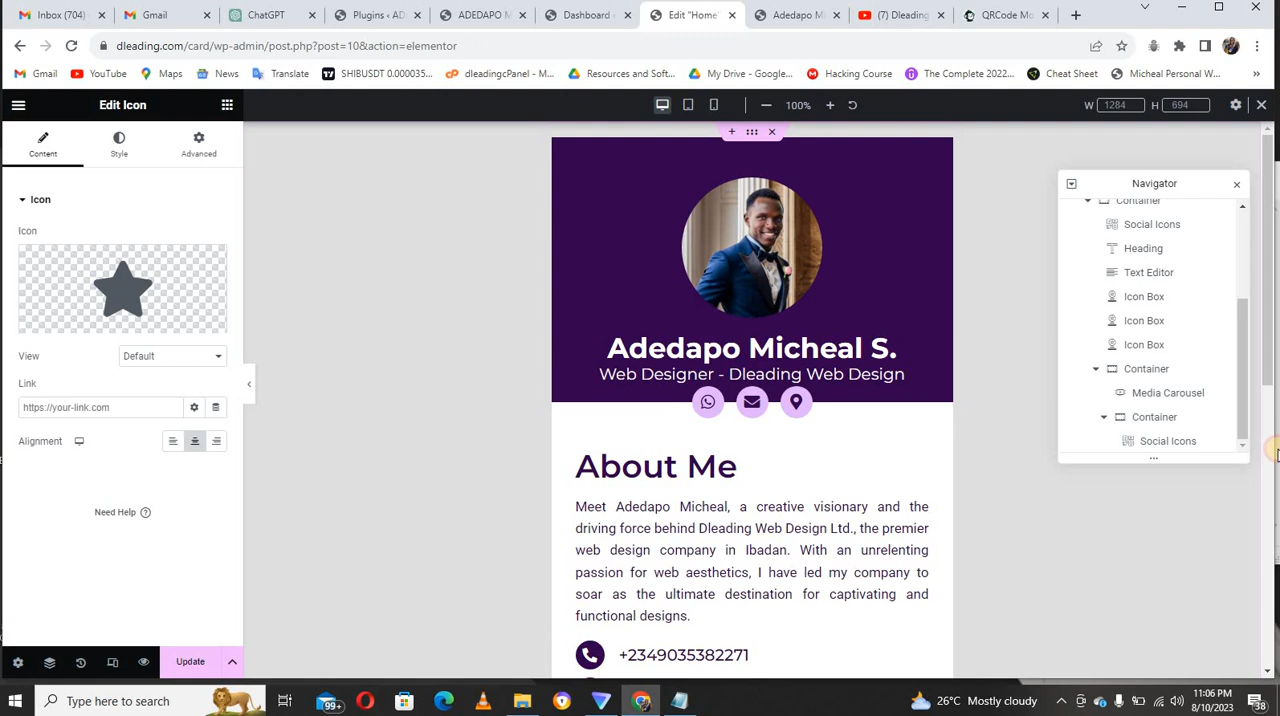 Inbox (704)
Gmail
ChatGPT
Plugins ‹ AD
ADEDAPO M
Dashboard
Edit "Home"
Adedapo Mi
(7) Dleading
QRCode Mo
dleading.com/card/wp-admin/post.php?post=10&action=elementor
Gmail
YouTube
Maps
News
Translate
SHIBUSDT 0.000035...
dleadingcPanel - M...
Resources and Soft...
My Drive - Google...
Hacking Course
The Complete 2022...
Cheat Sheet
Micheal Personal W...
»
Edit Icon
100%
W 1284 H 694
Content
Style
Advanced
Icon
Icon
View
Default
Link
https://your-link.com
Alignment
Need Help
Update
Adedapo Micheal S.
Web Designer - Dleading Web Design
About Me
Meet Adedapo Micheal, a creative visionary and the
driving force behind Dleading Web Design Ltd., the premier
web design company in Ibadan. With an unrelenting
passion for web aesthetics, I have led my company to
soar as the ultimate destination for captivating and
functional designs.
+2349035382271
Navigator
Container
Social Icons
Heading
Text Editor
Icon Box
Icon Box
Icon Box
Container
Media Carousel
Container
Social Icons
Type here to search
99+
26°C Mostly cloudy
11:06 PM
8/10/2023
38